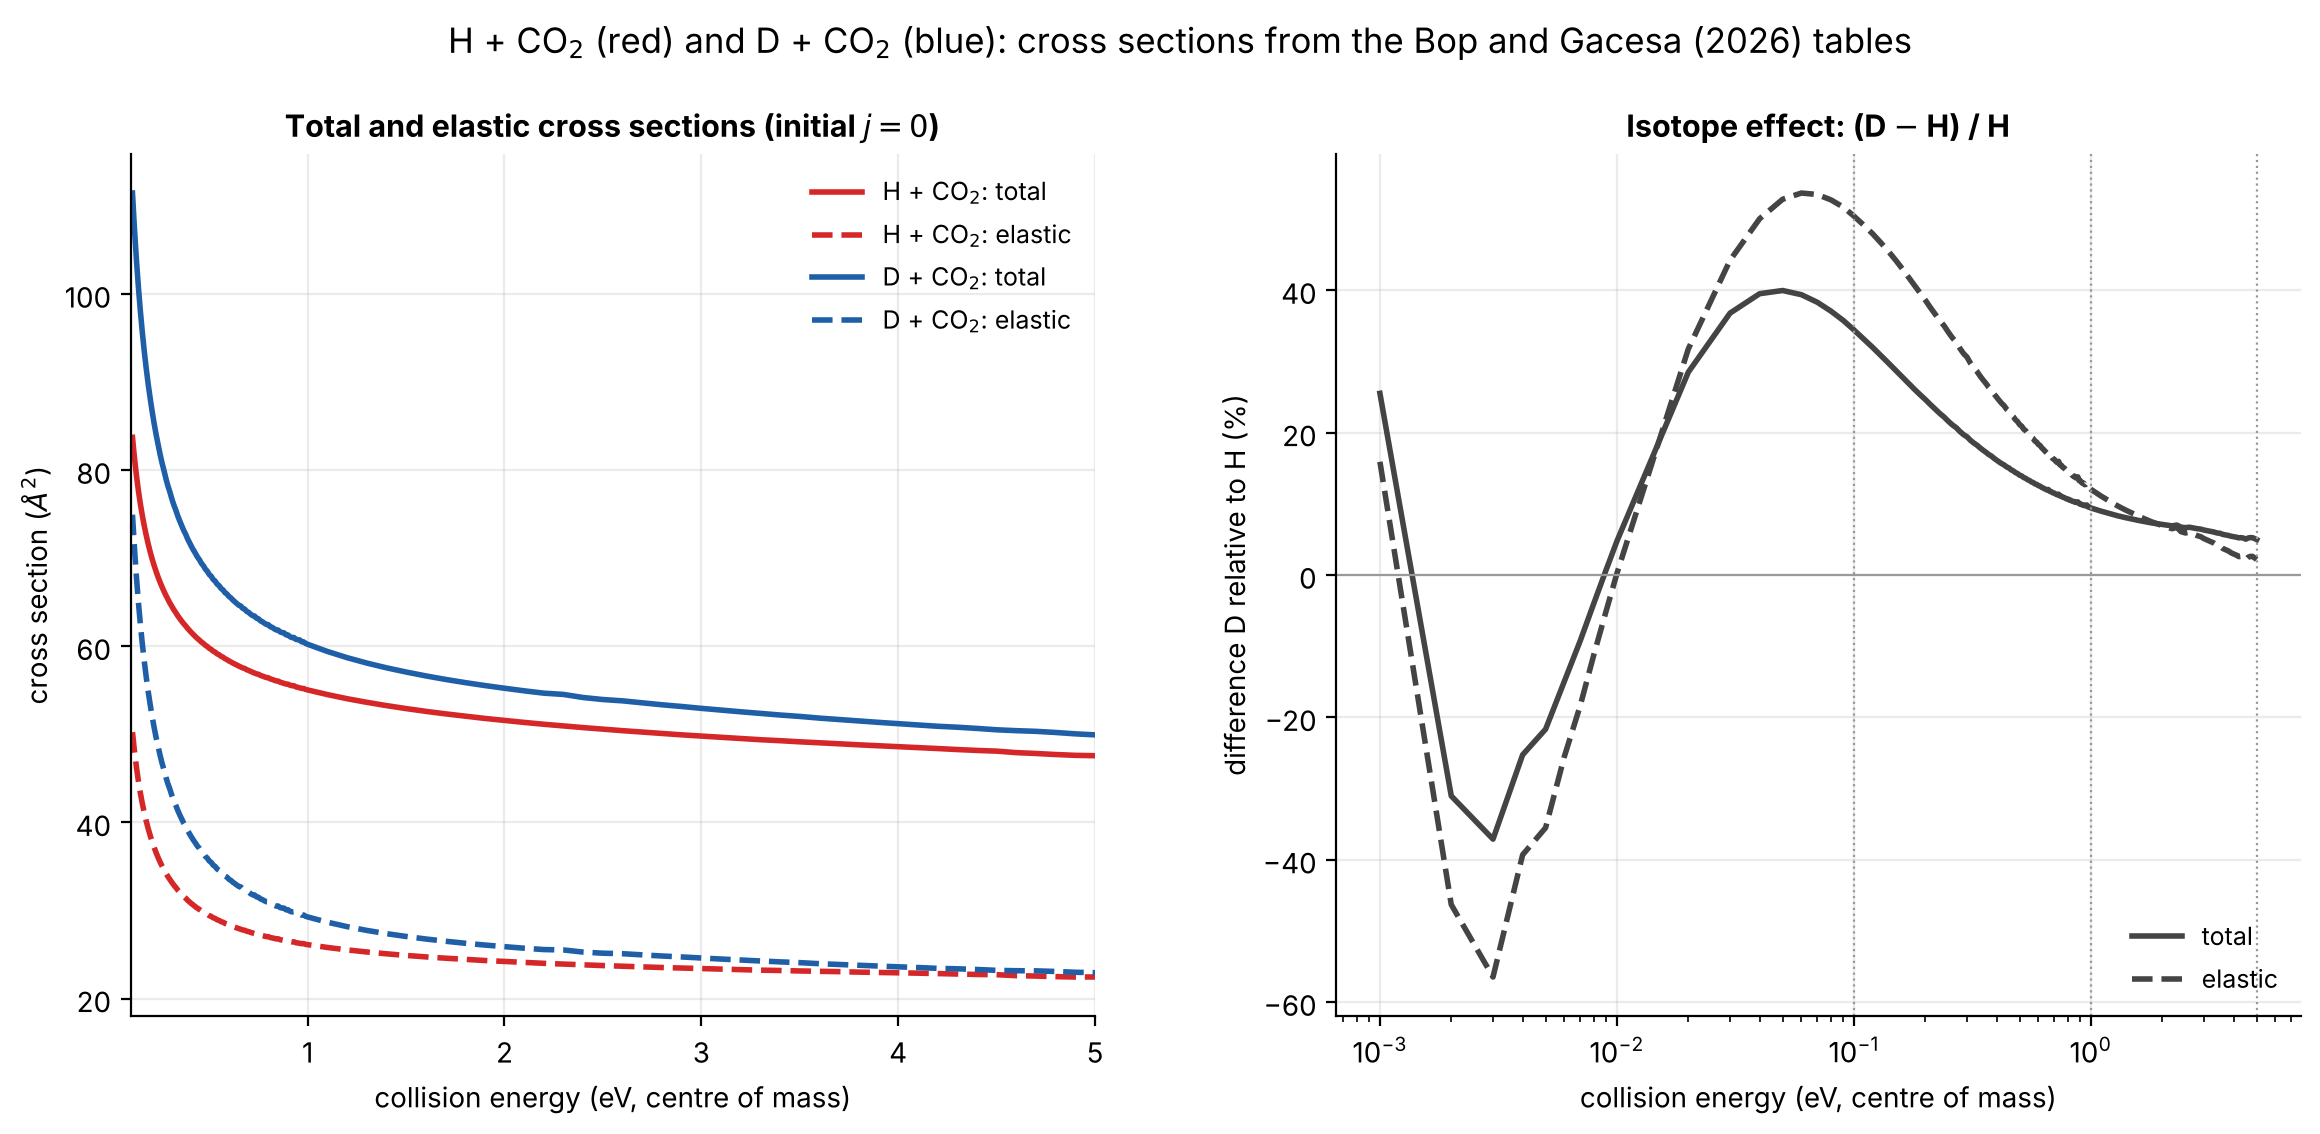 H + CO₂ (red) and D + CO₂ (blue): cross sections from the Bop and Gacesa (2026) tables
Total and elastic cross sections (initial j = 0)
cross section (Å²)
100
80
60
40
20
H + CO₂: total
H + CO₂: elastic
D + CO₂: total
D + CO₂: elastic
1 2 3 4 5
collision energy (eV, centre of mass)
Isotope effect: (D − H) / H
difference D relative to H (%)
40
20
0
−20
−40
−60
total
elastic
10⁻³ 10⁻² 10⁻¹ 10⁰
collision energy (eV, centre of mass)